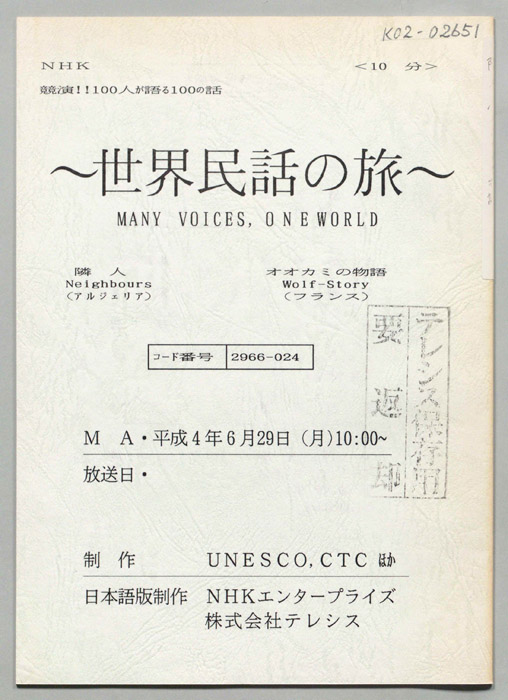 K02-02651
NHK <10 分>
競演!!100人が語る100の話
～世界民話の旅～
MANY VOICES, ONE WORLD
隣 人 オオカミの物語
Neighbours Wolf-Story
(アルジェリア) (フランス)
コード番号 2966-024
テレシス保存用
要返却
M A・平成4年6月29日 (月)10:00~
放送日・
制 作 UNESCO, CTC ほか
日本語版制作 NHKエンタープライズ
株式会社テレシス